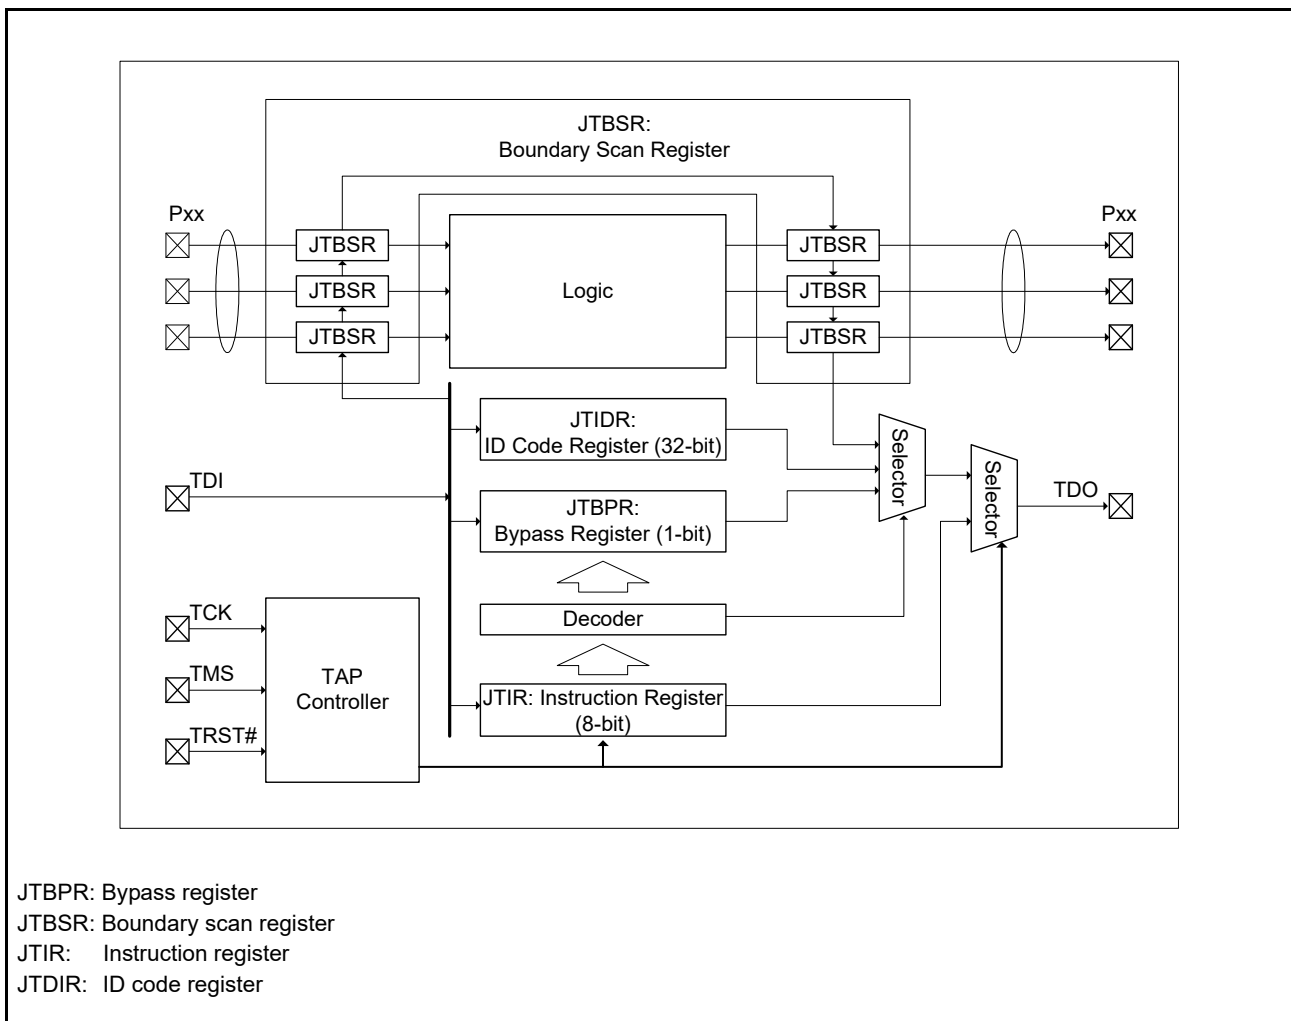 JTBSR:
Boundary Scan Register
Pxx
Pxx
JTBSR
JTBSR
JTBSR
JTBSR
JTBSR
JTBSR
Logic
JTIDR:
ID Code Register (32-bit)
Selector
Selector
TDI
TDO
JTBPR:
Bypass Register (1-bit)
Decoder
TCK
TMS
TRST#
TAP
Controller
JTIR: Instruction Register
(8-bit)
JTBPR: Bypass register
JTBSR: Boundary scan register
JTIR: Instruction register
JTDIR: ID code register